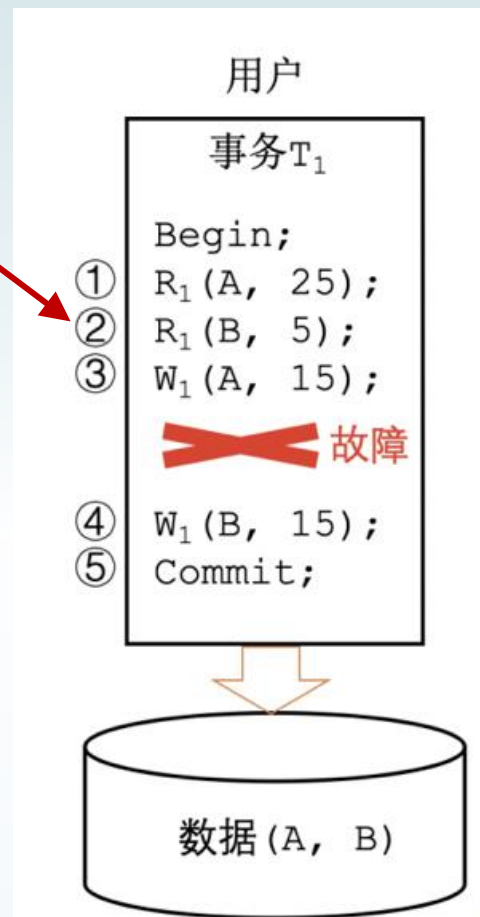 用户
事务T₁
Begin;
① R₁(A, 25);
② R₁(B, 5);
③ W₁(A, 15);
故障
④ W₁(B, 15);
⑤ Commit;
数据(A, B)